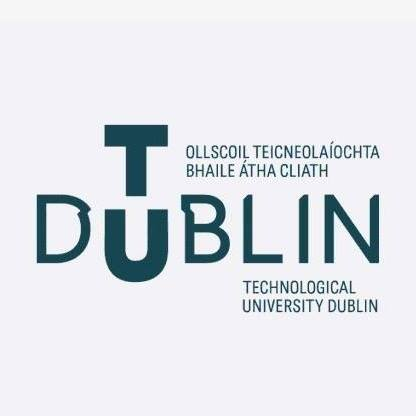 T
OLLSCOIL TEICNEOLAÍOCHTA
BHAILE ÁTHA CLIATH
DUBLIN
TECHNOLOGICAL
UNIVERSITY DUBLIN